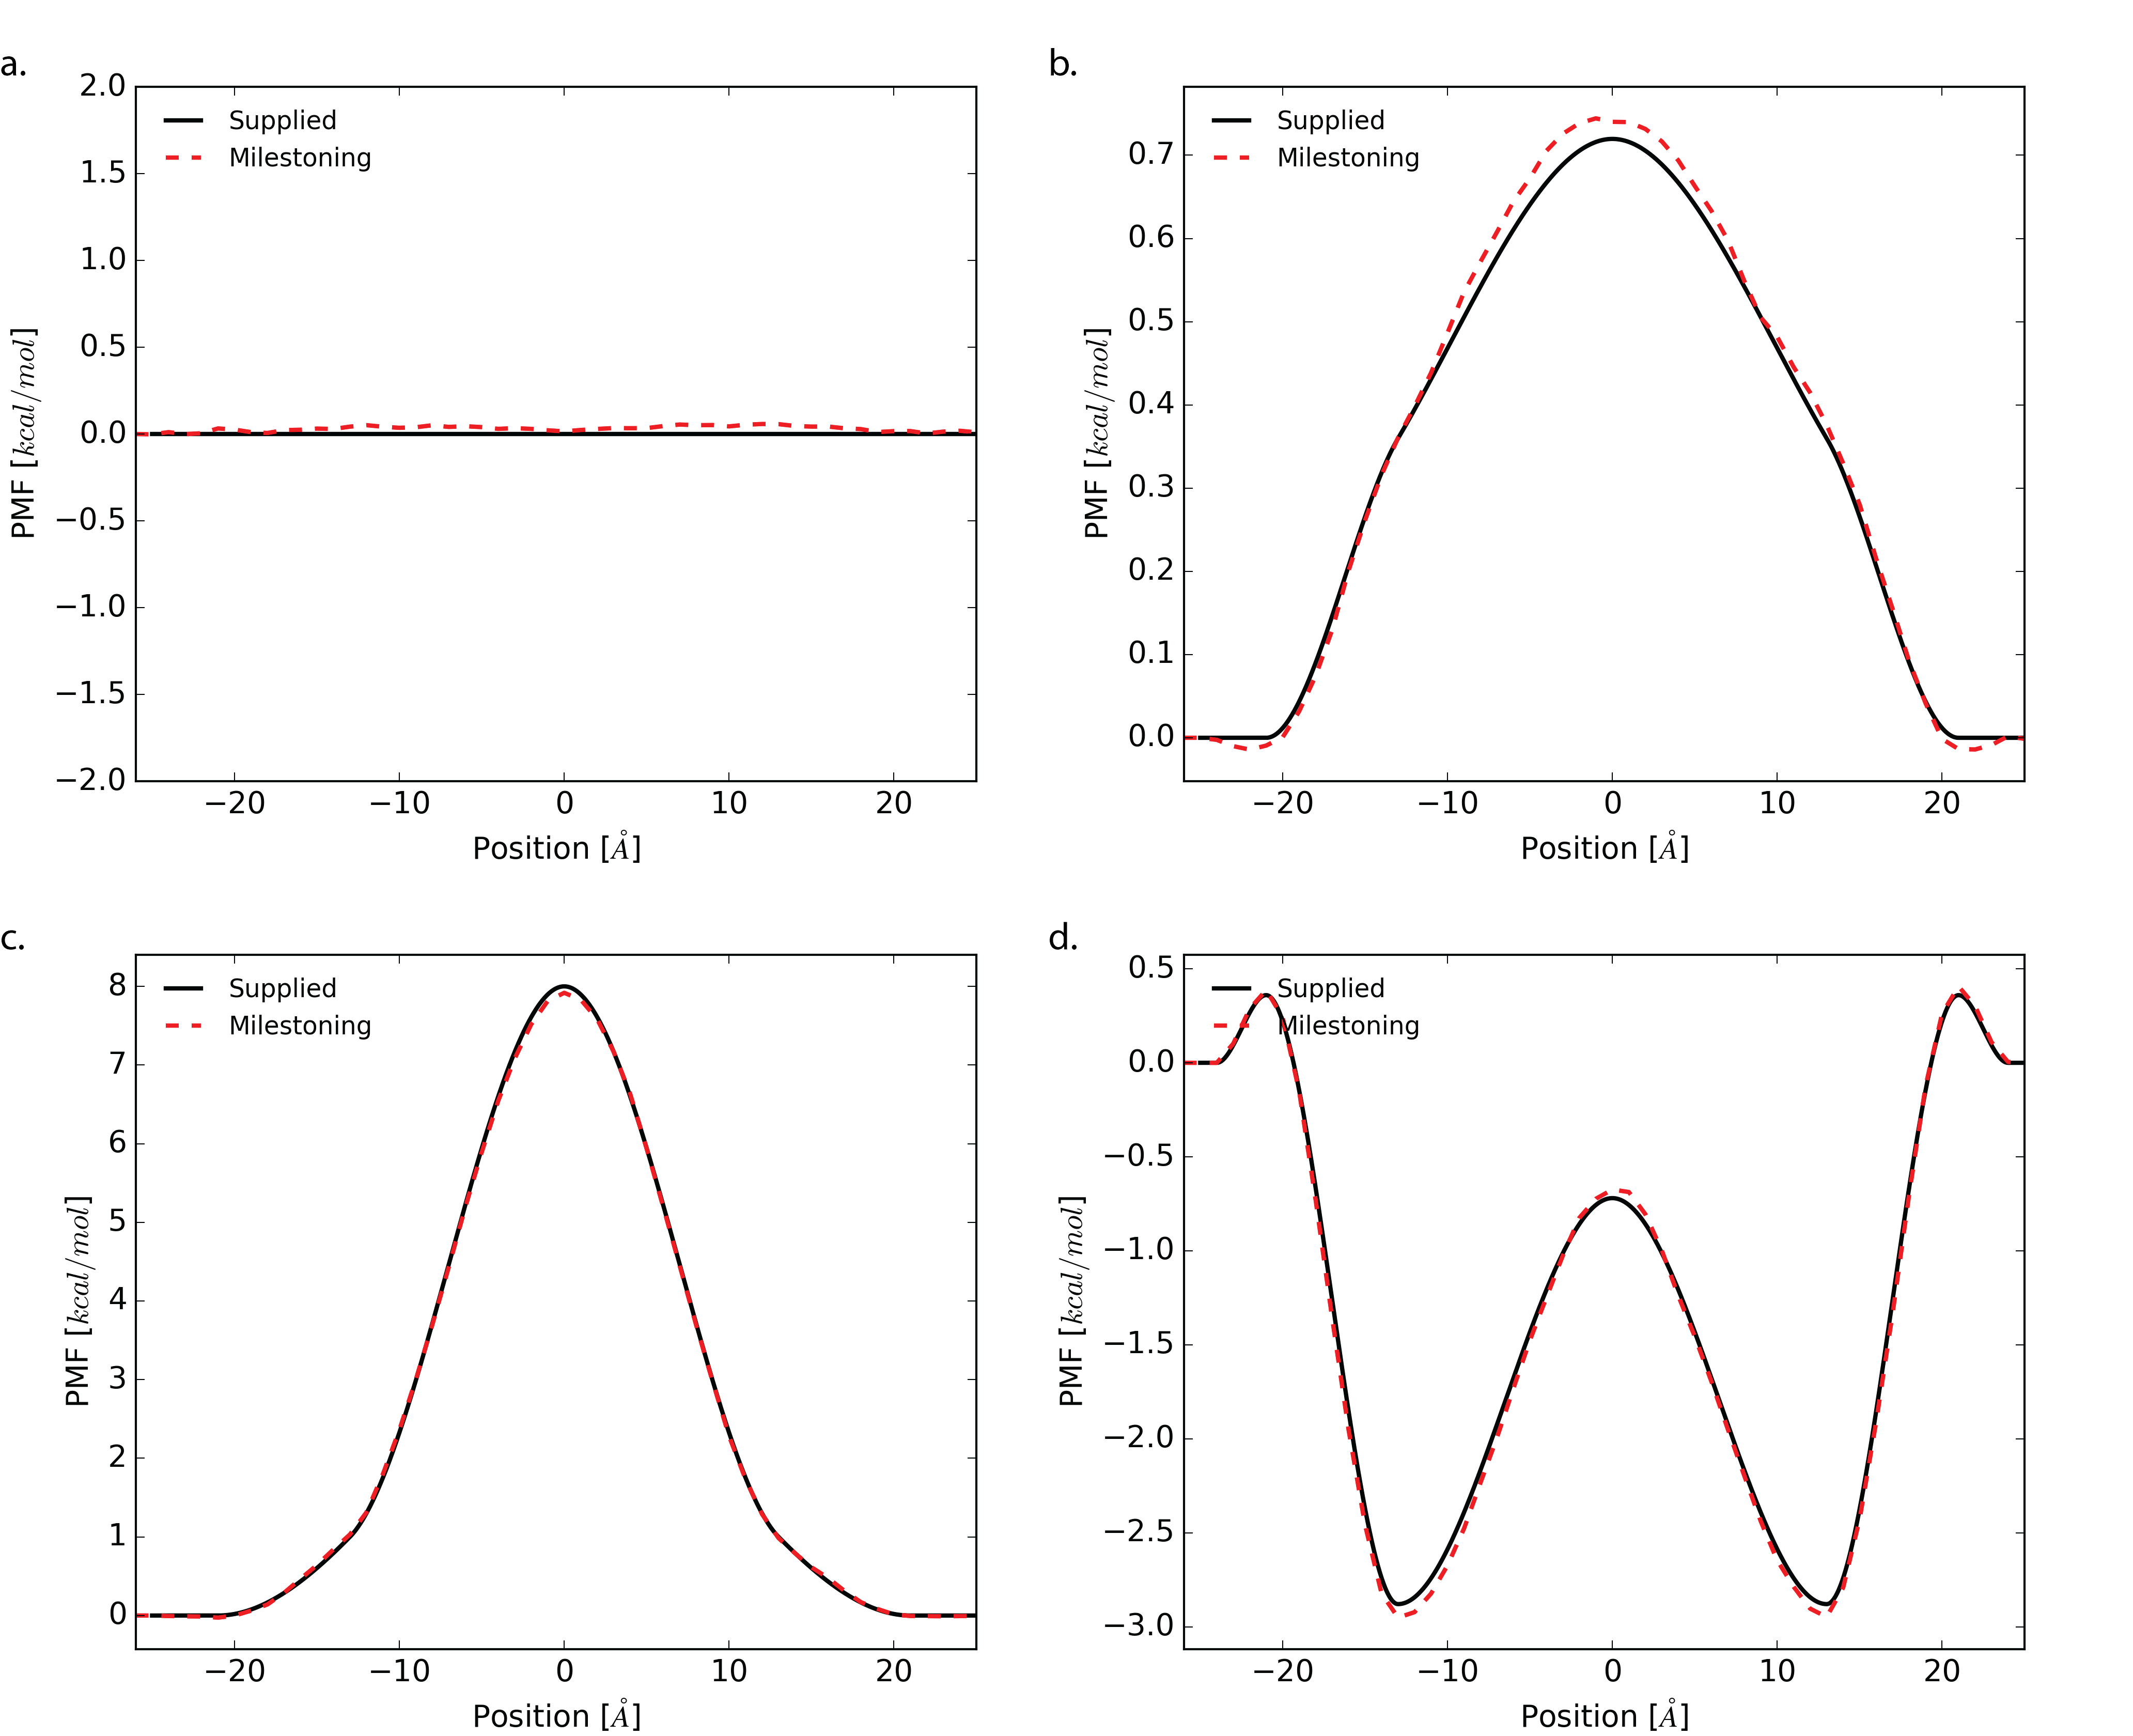 a.
2.0
1.5
1.0
0.5
0.0
−0.5
−1.0
−1.5
−2.0
−20 −10 0 10 20
Position [Å]
PMF [kcal/mol]
Supplied
Milestoning
b.
0.7
0.6
0.5
0.4
0.3
0.2
0.1
0.0
−20 −10 0 10 20
Position [Å]
PMF [kcal/mol]
Supplied
Milestoning
c.
8
7
6
5
4
3
2
1
0
−20 −10 0 10 20
Position [Å]
PMF [kcal/mol]
Supplied
Milestoning
d.
0.5
0.0
−0.5
−1.0
−1.5
−2.0
−2.5
−3.0
−20 −10 0 10 20
Position [Å]
PMF [kcal/mol]
Supplied
Milestoning